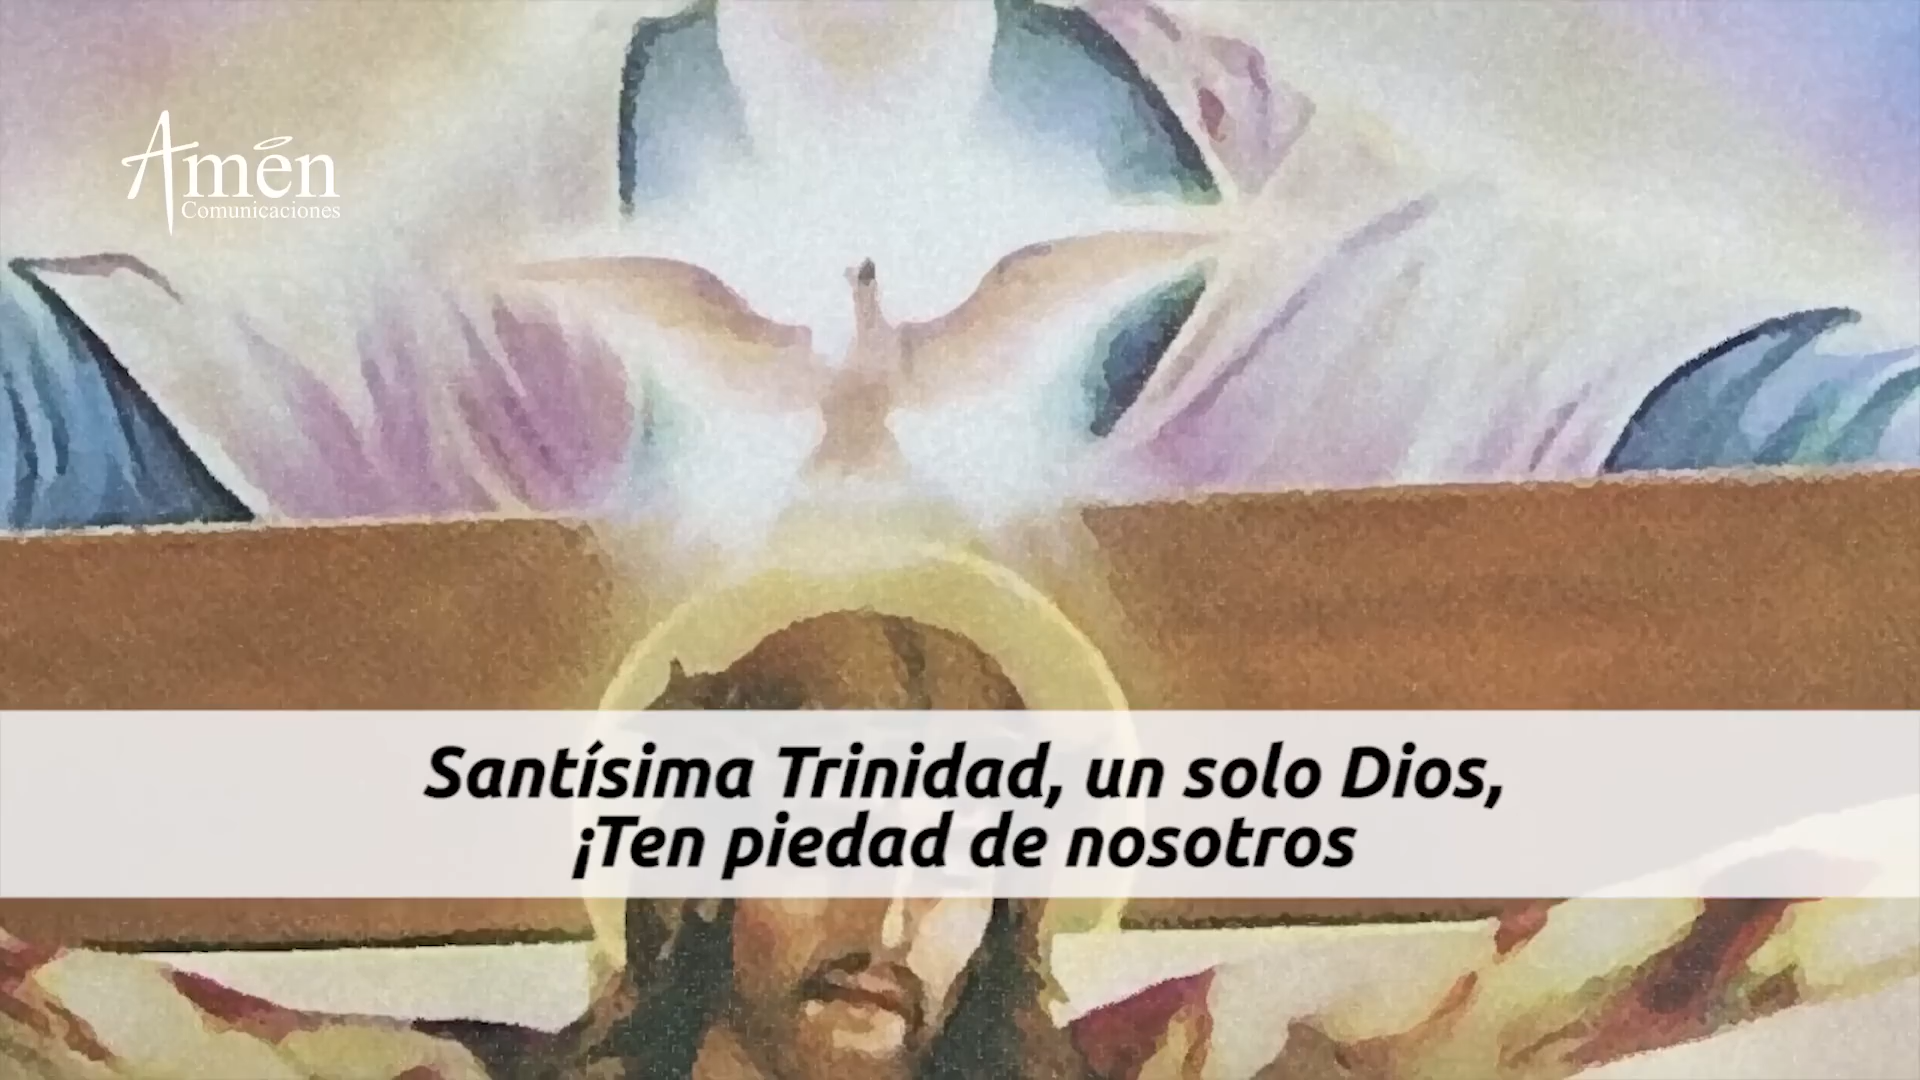 Amén
Comunicaciones
Santísima Trinidad, un solo Dios,
¡Ten piedad de nosotros